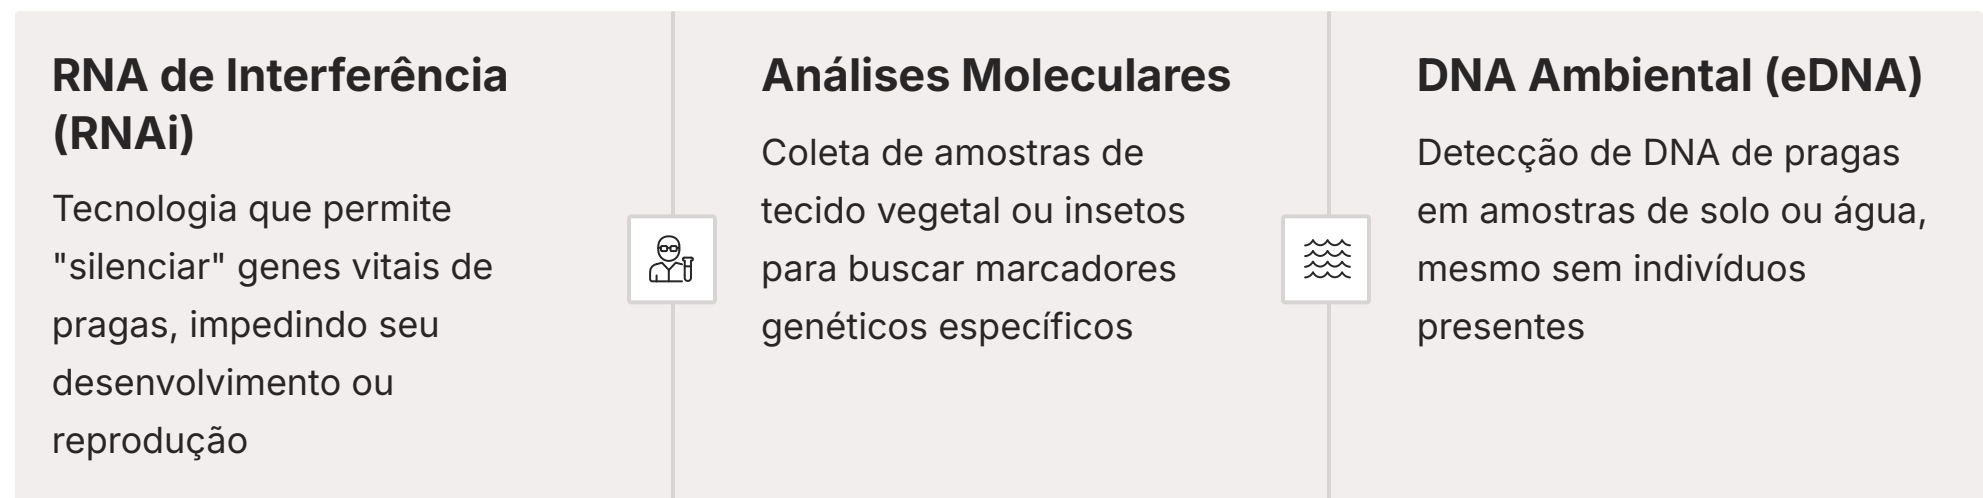 RNA de Interferência
(RNAi)
Tecnologia que permite
"silenciar" genes vitais de
pragas, impedindo seu
desenvolvimento ou
reprodução
Análises Moleculares
Coleta de amostras de
tecido vegetal ou insetos
para buscar marcadores
genéticos específicos
DNA Ambiental (eDNA)
Detecção de DNA de pragas
em amostras de solo ou água,
mesmo sem indivíduos
presentes